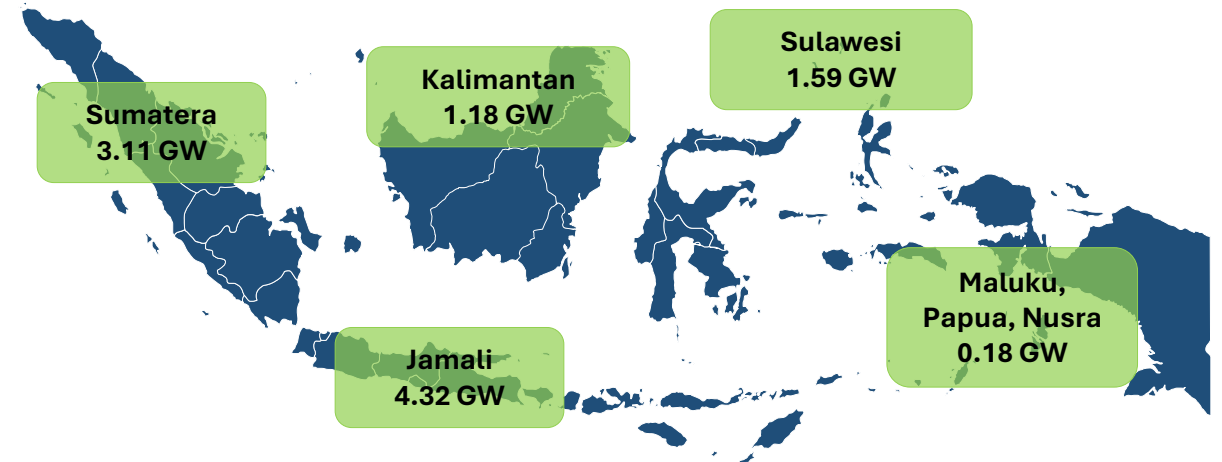 Sulawesi
1.59 GW
Kalimantan
1.18 GW
Sumatera
3.11 GW
Maluku,
Papua, Nusra
0.18 GW
Jamali
4.32 GW